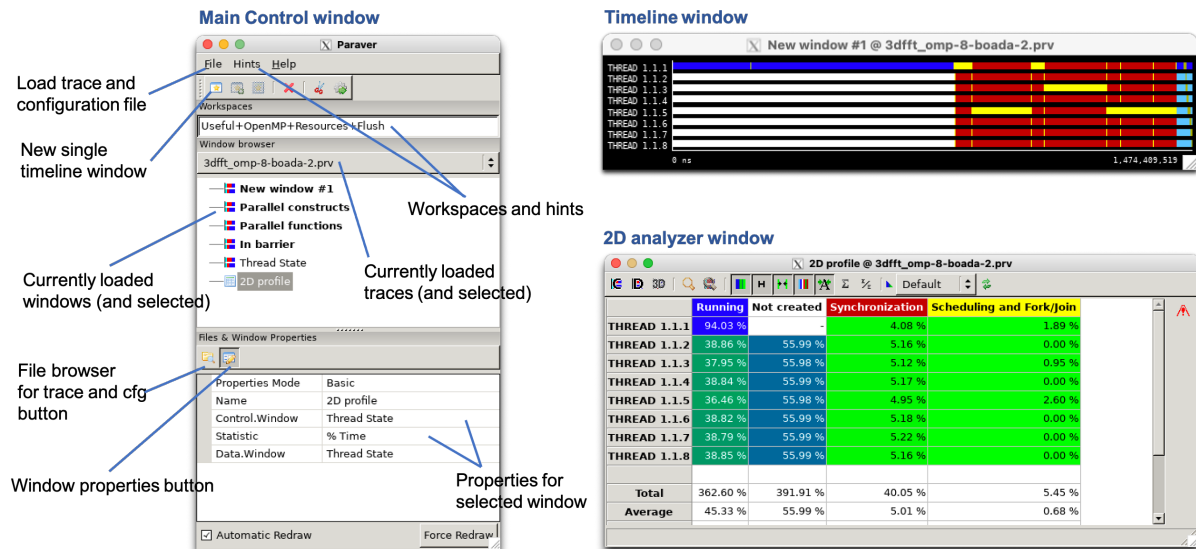 Main Control window
Paraver
File Hints Help
Workspaces
Useful+OpenMP+Resources+Flush
Window browser
3dfft_omp-8-boada-2.prv
New window #1
Parallel constructs
Parallel functions
In barrier
Thread State
2D profile
Files & Window Properties
Properties Mode Basic
Name 2D profile
Control.Window Thread State
Statistic % Time
Data.Window Thread State
Automatic Redraw
Force Redraw
Load trace and
configuration file
New single
timeline window
Currently loaded
windows (and selected)
File browser
for trace and cfg
button
Window properties button
Workspaces and hints
Currently loaded
traces (and selected)
Properties for
selected window
Timeline window
New window #1 @ 3dfft_omp-8-boada-2.prv
THREAD 1.1.1
THREAD 1.1.2
THREAD 1.1.3
THREAD 1.1.4
THREAD 1.1.5
THREAD 1.1.6
THREAD 1.1.7
THREAD 1.1.8
0 ns 1,474,409,519
2D analyzer window
2D profile @ 3dfft_omp-8-boada-2.prv
3D H Σ Default
Running Not created Synchronization Scheduling and Fork/Join
THREAD 1.1.1 94.03 % - 4.08 % 1.89 %
THREAD 1.1.2 38.86 % 55.99 % 5.16 % 0.00 %
THREAD 1.1.3 37.95 % 55.98 % 5.12 % 0.95 %
THREAD 1.1.4 38.84 % 55.99 % 5.17 % 0.00 %
THREAD 1.1.5 36.46 % 55.98 % 4.95 % 2.60 %
THREAD 1.1.6 38.82 % 55.99 % 5.18 % 0.00 %
THREAD 1.1.7 38.79 % 55.99 % 5.22 % 0.00 %
THREAD 1.1.8 38.85 % 55.99 % 5.16 % 0.00 %
Total 362.60 % 391.91 % 40.05 % 5.45 %
Average 45.33 % 55.99 % 5.01 % 0.68 %